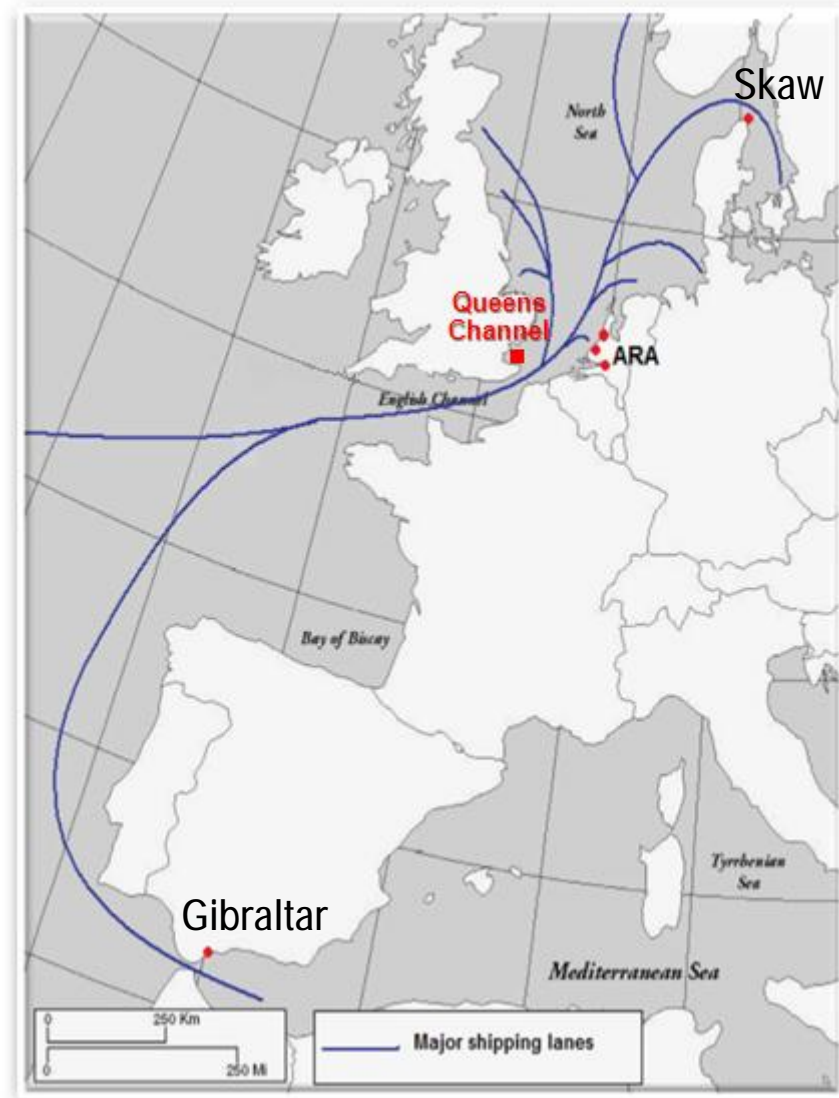 Skaw
North
Sea
Queens
Channel
ARA
English Channel
Bay of Biscay
Tyrrhenian
Sea
Gibraltar
Mediterranean Sea
0
250 Km
0
250 Mi
Major shipping lanes